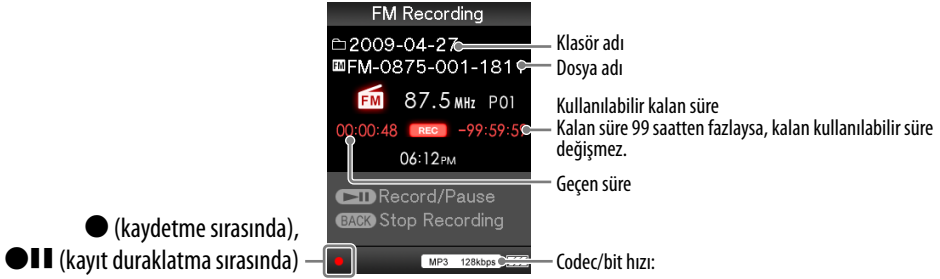 FM Recording
2009-04-27
Klasör adı
FM-0875-001-181
Dosya adı
FM 87.5 MHz P01
Kullanılabilir kalan süre
00:00:48 REC -99:59:59
Kalan süre 99 saatten fazlaysa, kalan kullanılabilir süre
değişmez.
06:12PM
Geçen süre
Record/Pause
BACK Stop Recording
● (kaydetme sırasında),
●II (kayıt duraklatma sırasında)
MP3 128kbps
Codec/bit hızı: